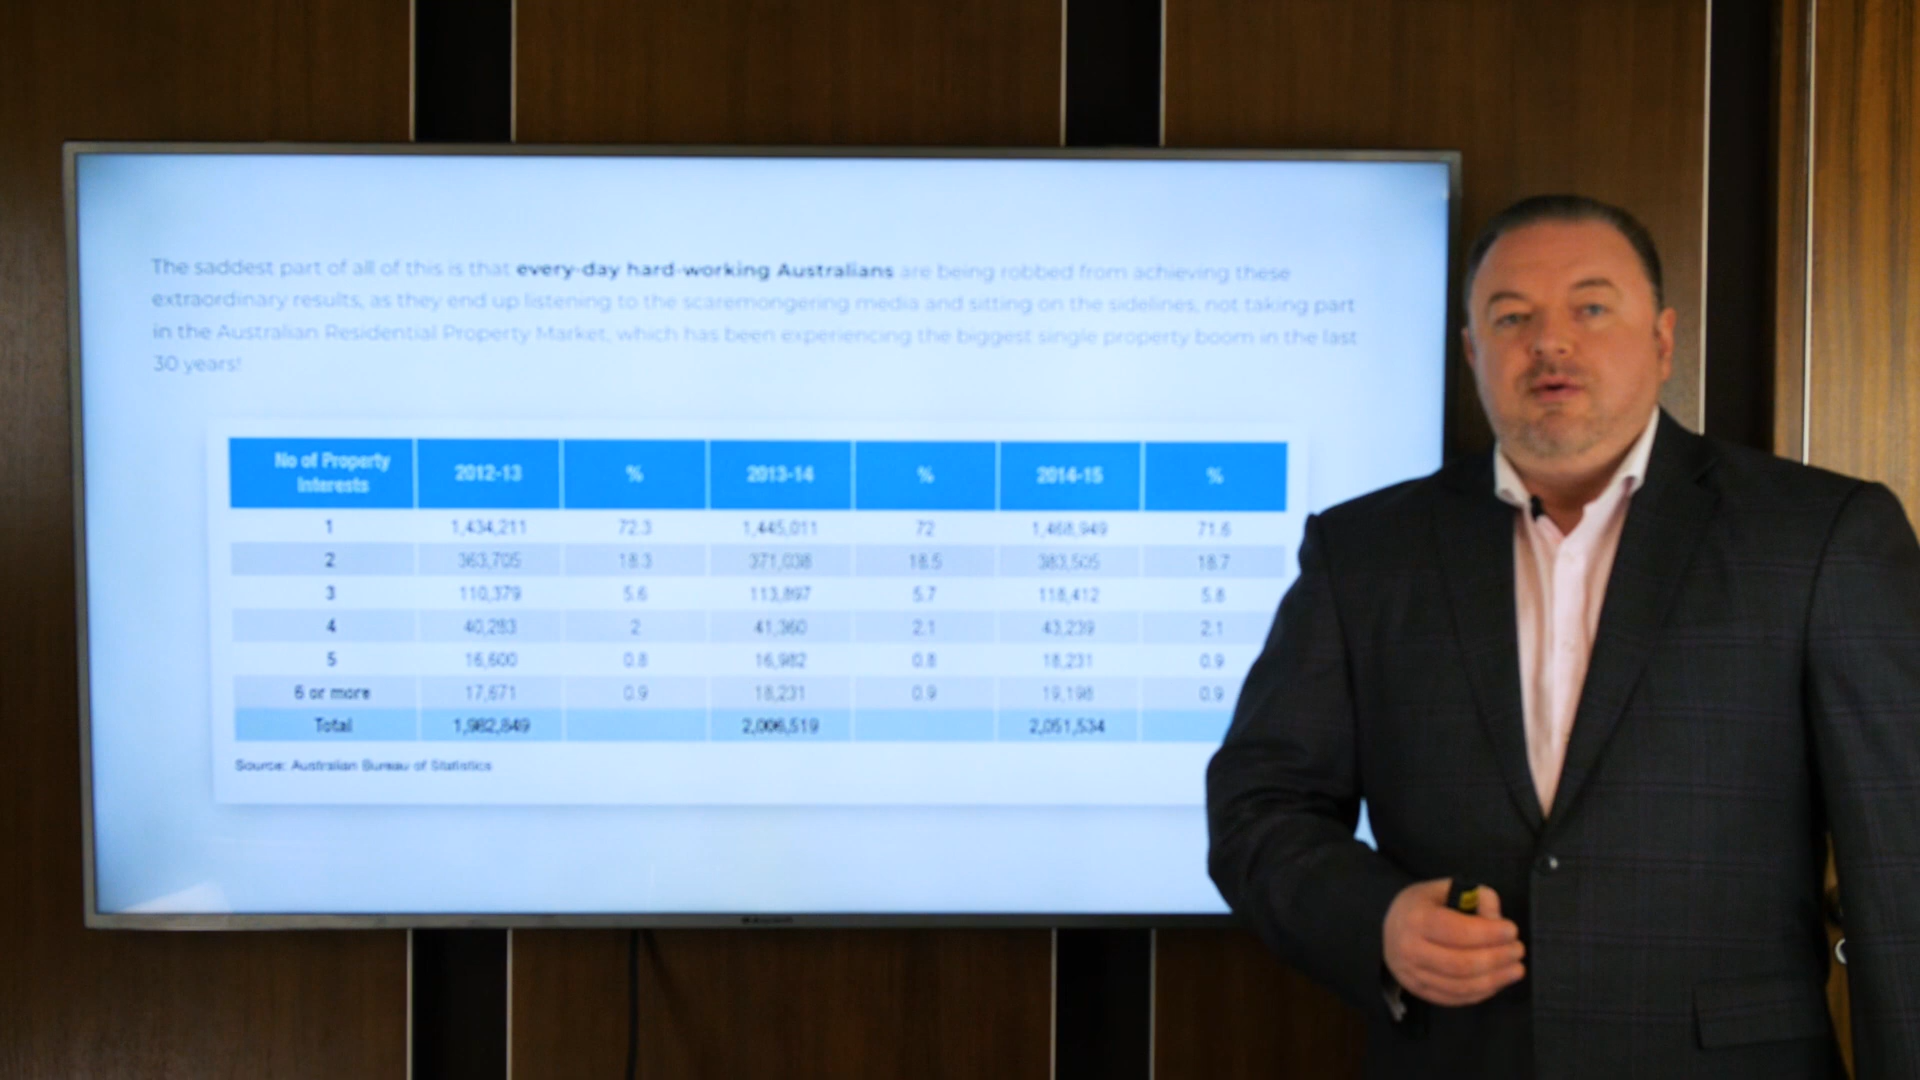 The saddest part of all of this is that every-day hard-working Australians are being robbed from achieving these
extraordinary results, as they end up listening to the scaremongering media and sitting on the sidelines, not taking part
in the Australian Residential Property Market, which has been experiencing the biggest single property boom in the last
30 years!
No of Property Interests 2012-13 % 2013-14 % 2014-15 %
1 1,434,211 72.3 1,445,011 72 1,468,949 71.6
2 363,705 18.3 371,038 18.5 383,505 18.7
3 110,379 5.6 113,897 5.7 118,412 5.8
4 40,283 2 41,360 2.1 43,239 2.1
5 16,600 0.8 16,982 0.8 18,231 0.9
6 or more 17,671 0.9 18,231 0.9 19,198 0.9
Total 1,982,849 2,006,519 2,051,534
Source: Australian Bureau of Statistics